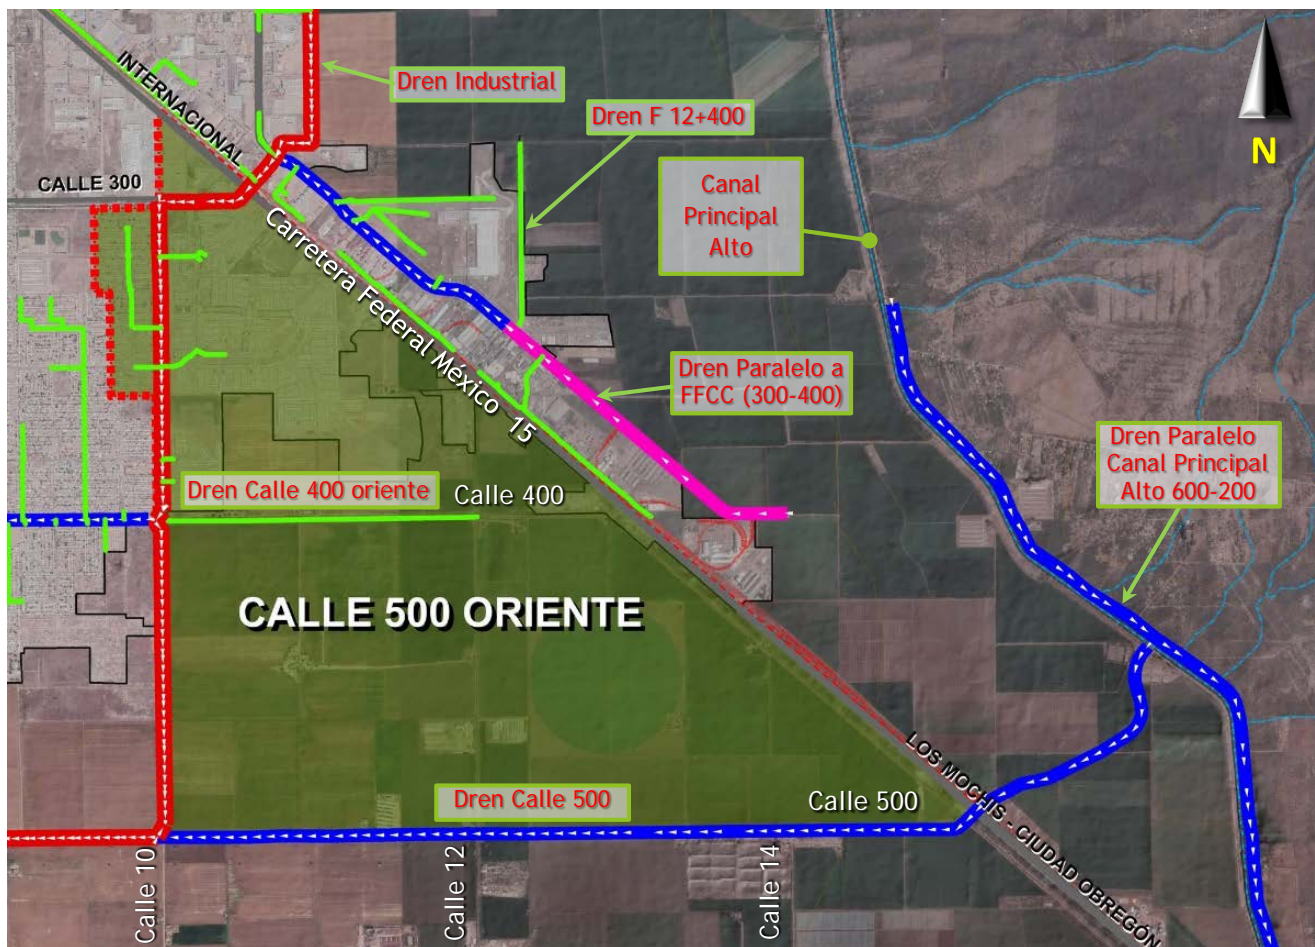 INTERNACIONAL
Dren Industrial
Dren F 12+400
N
CALLE 300
Canal
Principal
Alto
Carretera Federal México 15
Dren Paralelo a
FFCC (300-400)
Dren Paralelo
Canal Principal
Alto 600-200
Dren Calle 400 oriente
Calle 400
CALLE 500 ORIENTE
LOS MOCHIS - CIUDAD OBREGÓN
Dren Calle 500
Calle 500
Calle 10
Calle 12
Calle 14